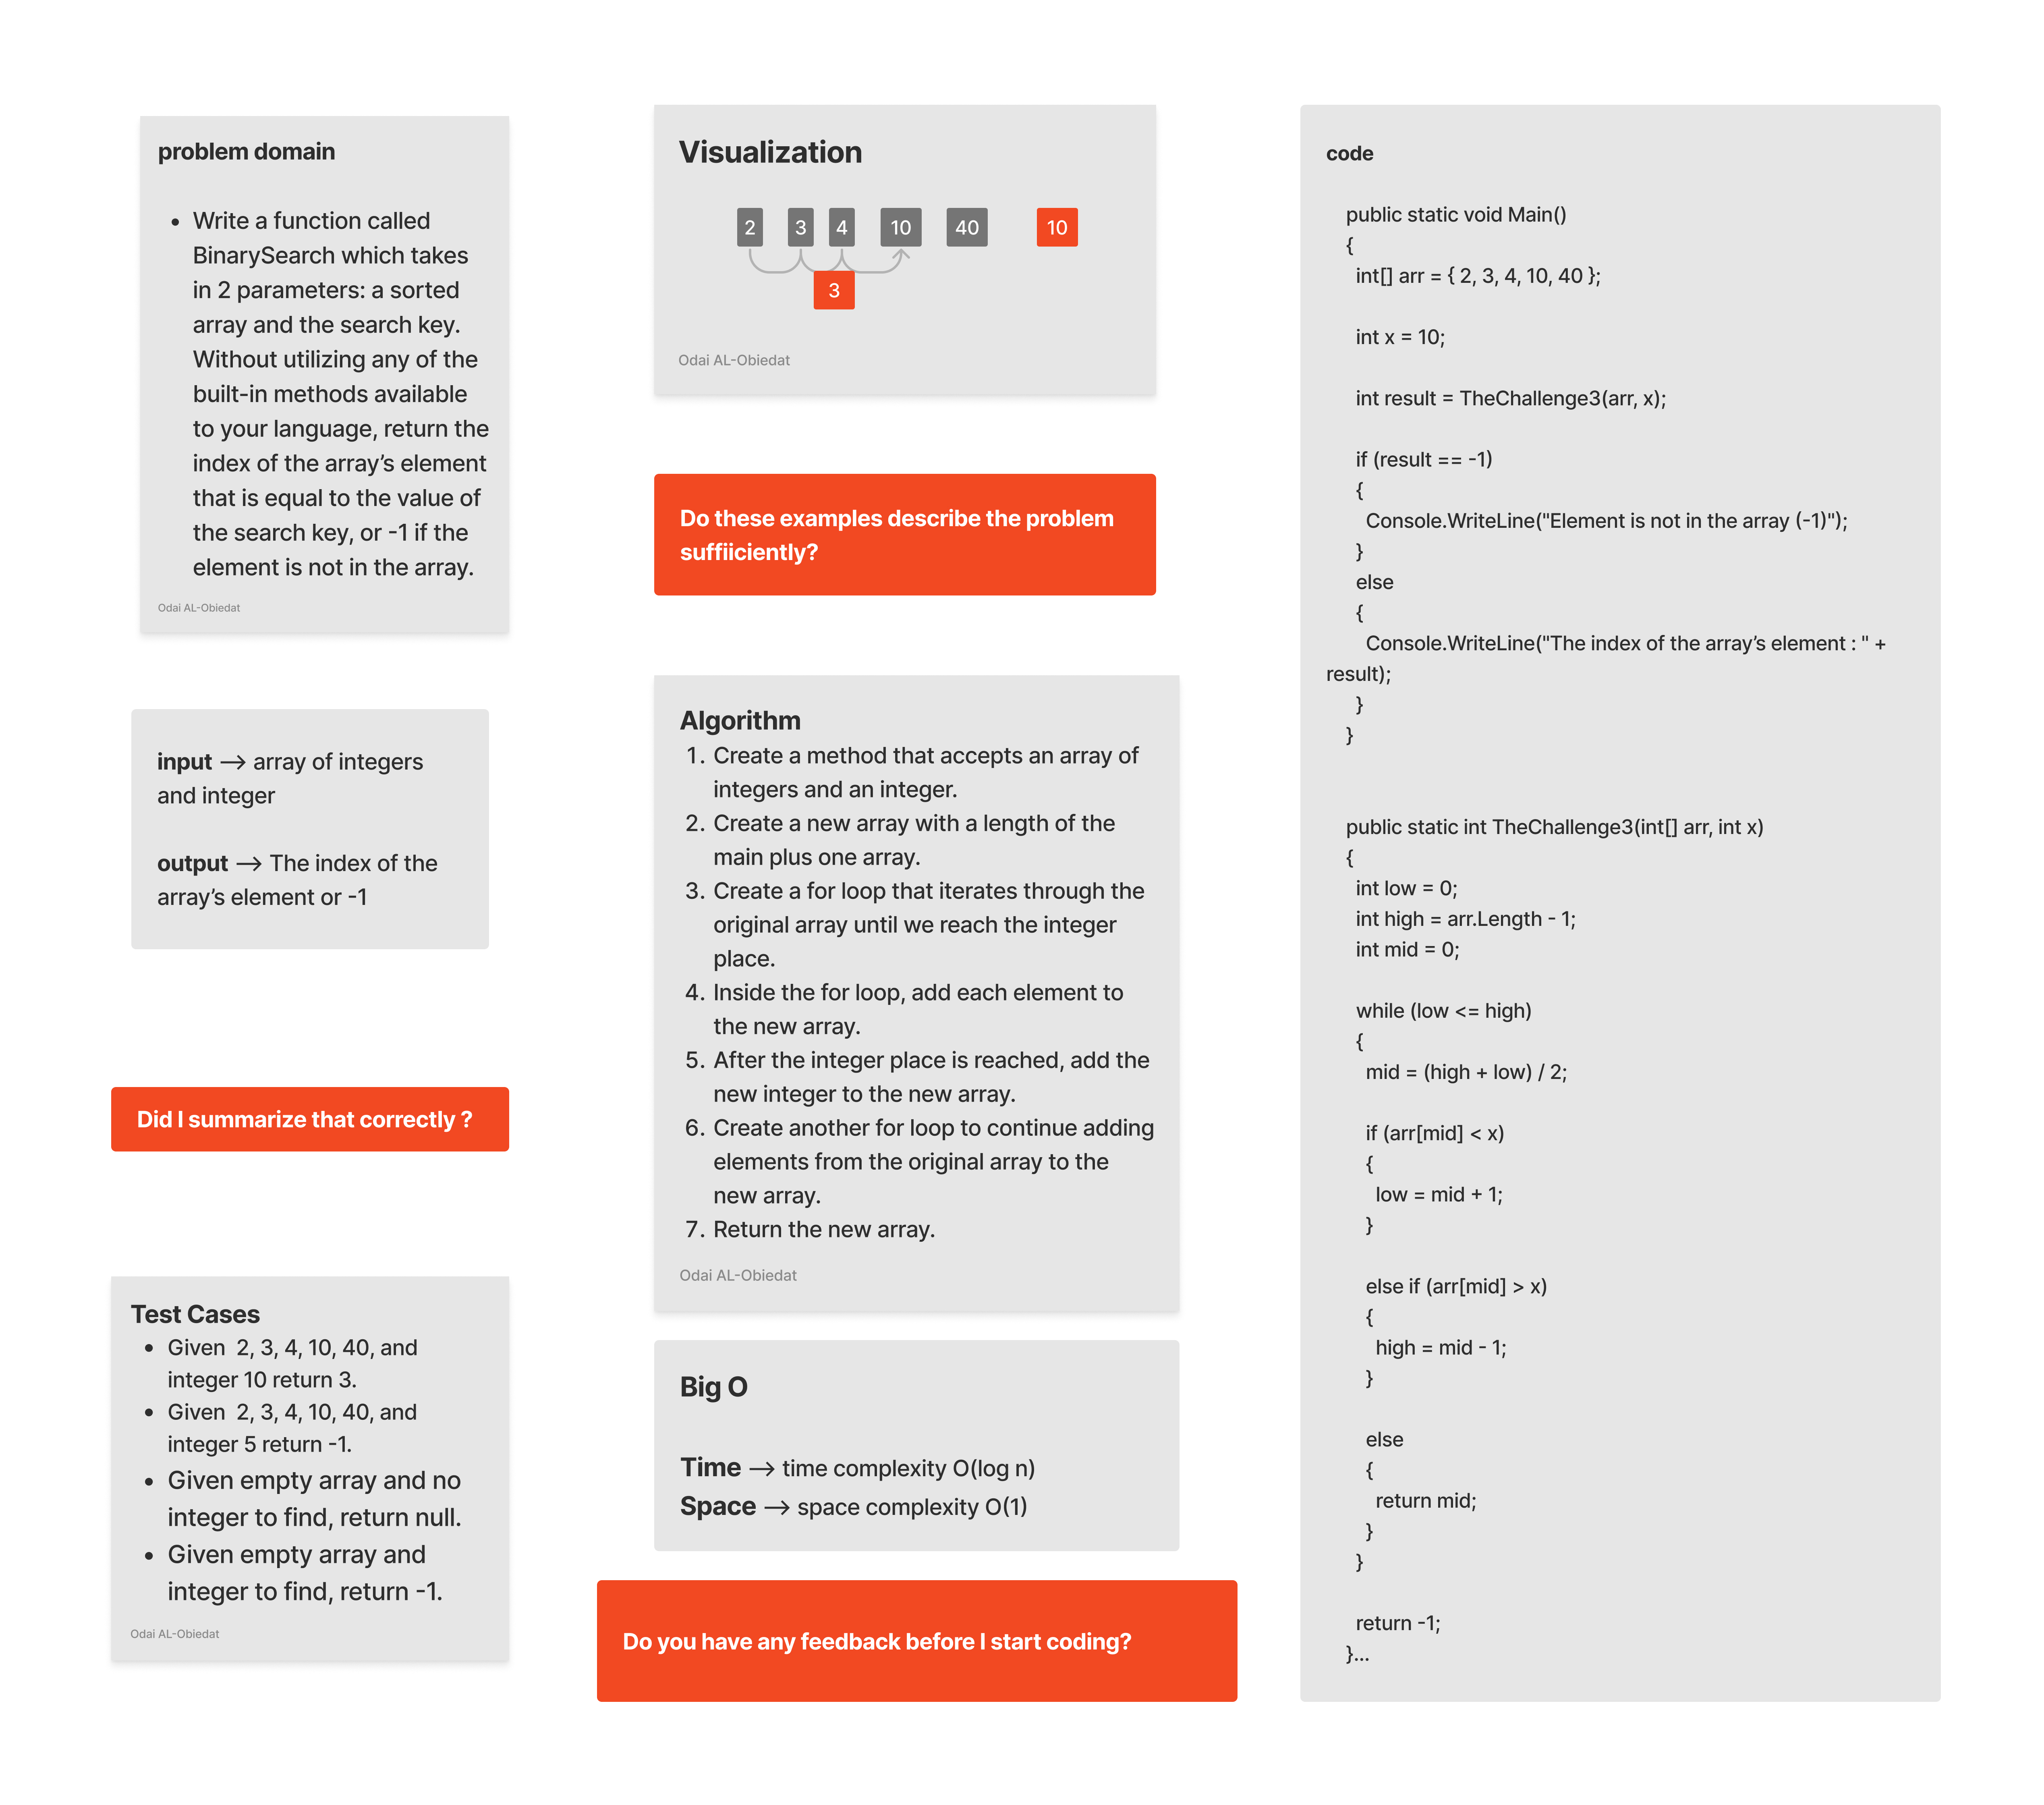 problem domain
• Write a function called
BinarySearch which takes
in 2 parameters: a sorted
array and the search key.
Without utilizing any of the
built-in methods available
to your language, return the
index of the array’s element
that is equal to the value of
the search key, or -1 if the
element is not in the array.
Odai AL-Obiedat
input → array of integers
and integer
output → The index of the
array’s element or -1
Did I summarize that correctly ?
Test Cases
• Given 2, 3, 4, 10, 40, and
integer 10 return 3.
• Given 2, 3, 4, 10, 40, and
integer 5 return -1.
• Given empty array and no
integer to find, return null.
• Given empty array and
integer to find, return -1.
Odai AL-Obiedat
Visualization
2 3 4 10 40 10
3
Odai AL-Obiedat
Do these examples describe the problem
suffiiciently?
Algorithm
1. Create a method that accepts an array of
integers and an integer.
2. Create a new array with a length of the
main plus one array.
3. Create a for loop that iterates through the
original array until we reach the integer
place.
4. Inside the for loop, add each element to
the new array.
5. After the integer place is reached, add the
new integer to the new array.
6. Create another for loop to continue adding
elements from the original array to the
new array.
7. Return the new array.
Odai AL-Obiedat
Big O
Time → time complexity O(log n)
Space → space complexity O(1)
Do you have any feedback before I start coding?
code
public static void Main()
{
int[] arr = { 2, 3, 4, 10, 40 };
int x = 10;
int result = TheChallenge3(arr, x);
if (result == -1)
{
Console.WriteLine("Element is not in the array (-1)");
}
else
{
Console.WriteLine("The index of the array’s element : " +
result);
}
}
public static int TheChallenge3(int[] arr, int x)
{
int low = 0;
int high = arr.Length - 1;
int mid = 0;
while (low <= high)
{
mid = (high + low) / 2;
if (arr[mid] < x)
{
low = mid + 1;
}
else if (arr[mid] > x)
{
high = mid - 1;
}
else
{
return mid;
}
}
return -1;
}...